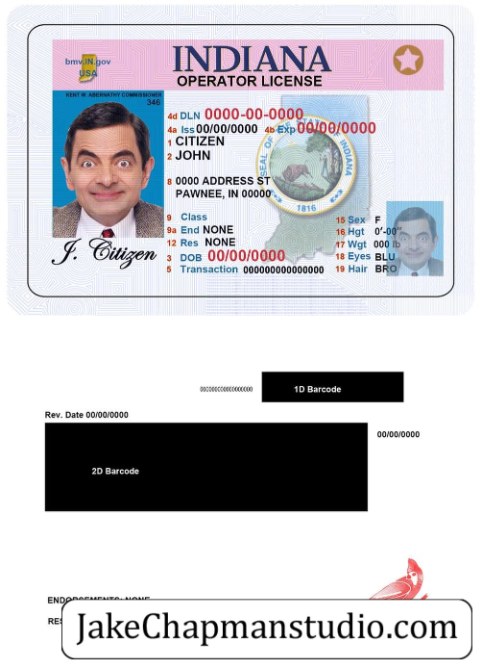 bmv.IN.gov
USA
INDIANA
OPERATOR LICENSE
KENT W. ABERNATHY COMMISSIONER
346
4d DLN 0000-00-0000
4a Iss 00/00/0000 4b Exp 00/00/0000
1 CITIZEN
2 JOHN
8 0000 ADDRESS ST
PAWNEE, IN 00000
SEAL OF THE STATE OF INDIANA
1816
9 Class
9a End NONE
12 Res NONE
3 DOB 00/00/0000
5 Transaction 000000000000000
15 Sex F
16 Hgt 0'-00"
17 Wgt 000 lb
18 Eyes BLU
19 Hair BRO
J. Citizen
1D Barcode
Rev. Date 00/00/0000
00/00/0000
2D Barcode
ENDORSEMENTS: NONE
JakeChapmanstudio.com